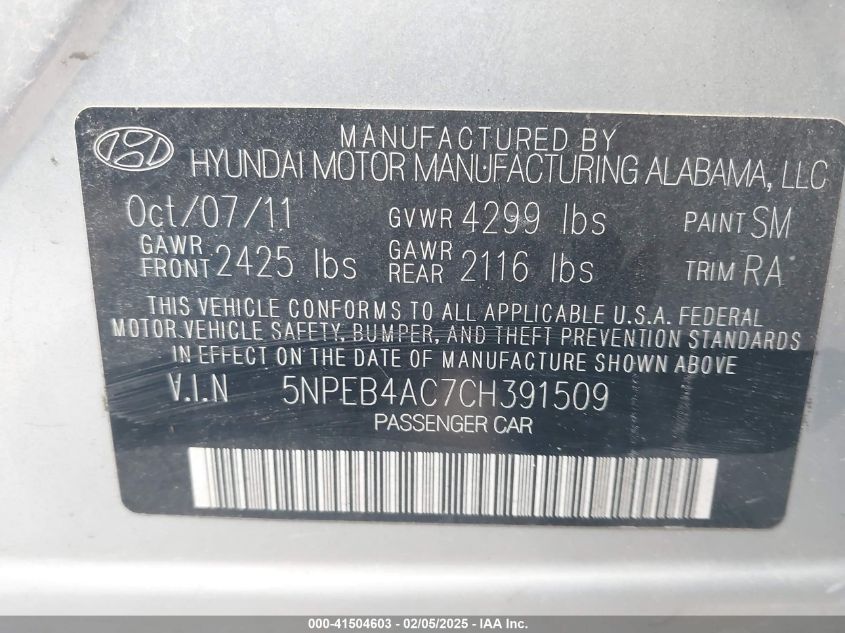 MANUFACTURED BY
HYUNDAI MOTOR MANUFACTURING ALABAMA, LLC
Oct/07/11 GVWR 4299 lbs PAINT SM
GAWR FRONT 2425 lbs GAWR REAR 2116 lbs TRIM RA
THIS VEHICLE CONFORMS TO ALL APPLICABLE U.S.A. FEDERAL
MOTOR VEHICLE SAFETY, BUMPER, AND THEFT PREVENTION STANDARDS
IN EFFECT ON THE DATE OF MANUFACTURE SHOWN ABOVE
V.I.N 5NPEB4AC7CH391509
PASSENGER CAR
000-41504603 - 02/05/2025 - IAA Inc.